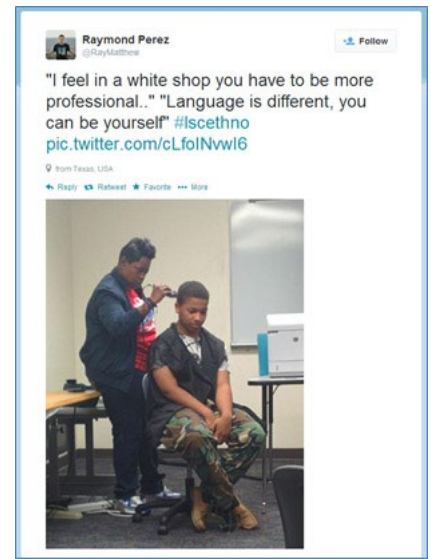 Raymond Perez
@RayMatthew
Follow
"I feel in a white shop you have to be more
professional.." "Language is different, you
can be yourself" #lscethno
pic.twitter.com/cLfolNvwl6
from Texas, USA
Reply Retweet Favorite More